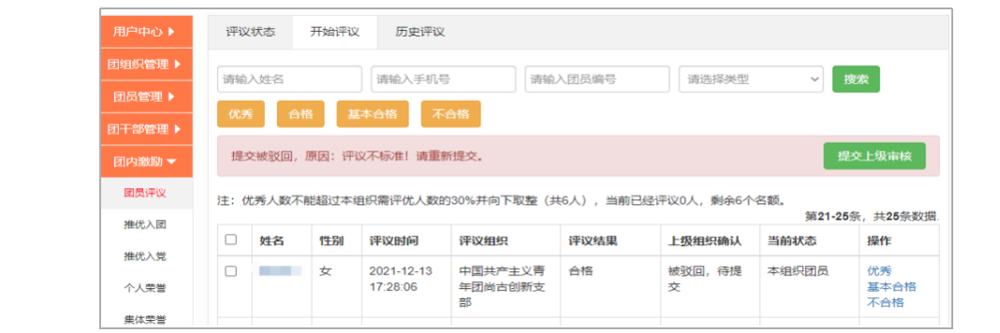 用户中心
团组织管理
团员管理
团干部管理
团内激励
团员评议
推优入团
推优入党
个人荣誉
集体荣誉
评议状态 开始评议 历史评议
请输入姓名 请输入手机号 请输入团员编号 请选择类型 搜索
优秀 合格 基本合格 不合格
提交被驳回，原因：评议不标准！请重新提交。 提交上级审核
注：优秀人数不能超过本组织需评优人数的30%并向下取整（共6人），当前已经评议0人，剩余6个名额。
第21-25条，共25条数据.
姓名 性别 评议时间 评议组织 评议结果 上级组织确认 当前状态 操作
女 2021-12-13 中国共产主义青 合格 被驳回，待提 本组织团员 优秀
17:28:06 年团尚古创新支 交 基本合格
部 不合格